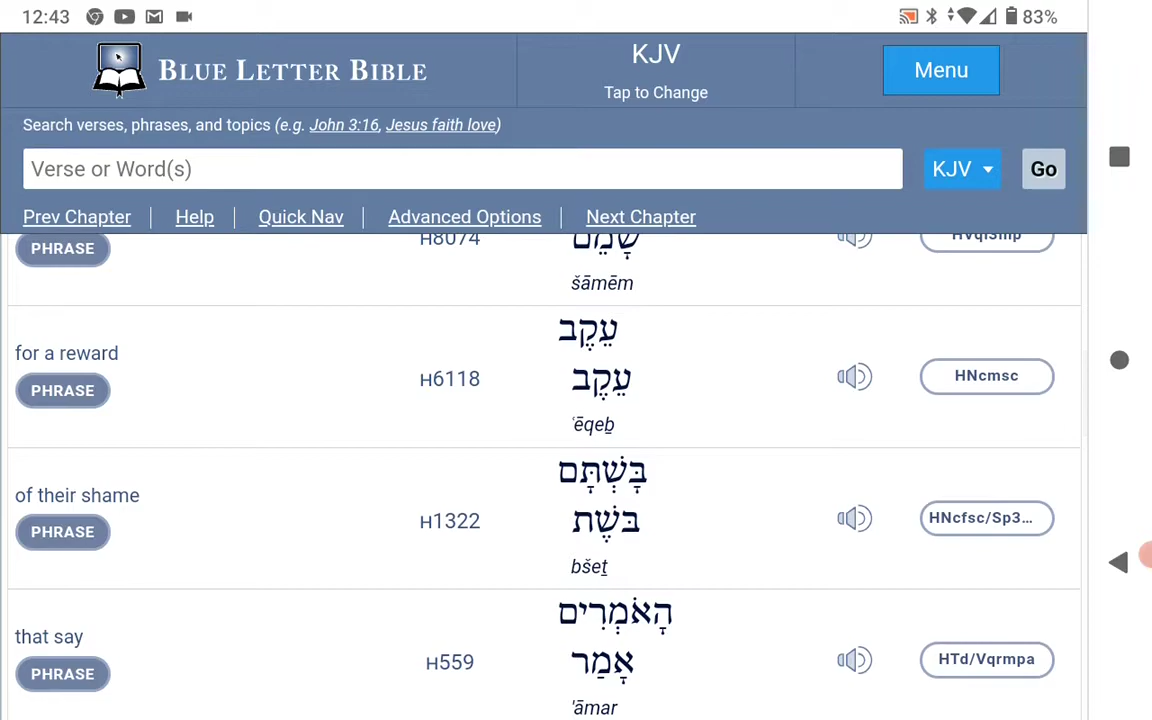 12:43 83%
BLUE LETTER BIBLE
KJV
Tap to Change
Menu
Search verses, phrases, and topics (e.g. John 3:16, Jesus faith love)
Verse or Word(s) KJV Go
Prev Chapter | Help | Quick Nav | Advanced Options | Next Chapter
PHRASE H8074 שָׁמֵם HVqi3mp
šāmēm
for a reward
PHRASE
H6118
עֵקֶב
עֵקֶב
ʿēqeḇ
HNcmsc
of their shame
PHRASE
H1322
בָּשְׁתָּם
בֹּשֶׁת
bšeṯ
HNcfsc/Sp3...
that say
PHRASE
H559
הָאֹמְרִים
אָמַר
'āmar
HTd/Vqrmpa